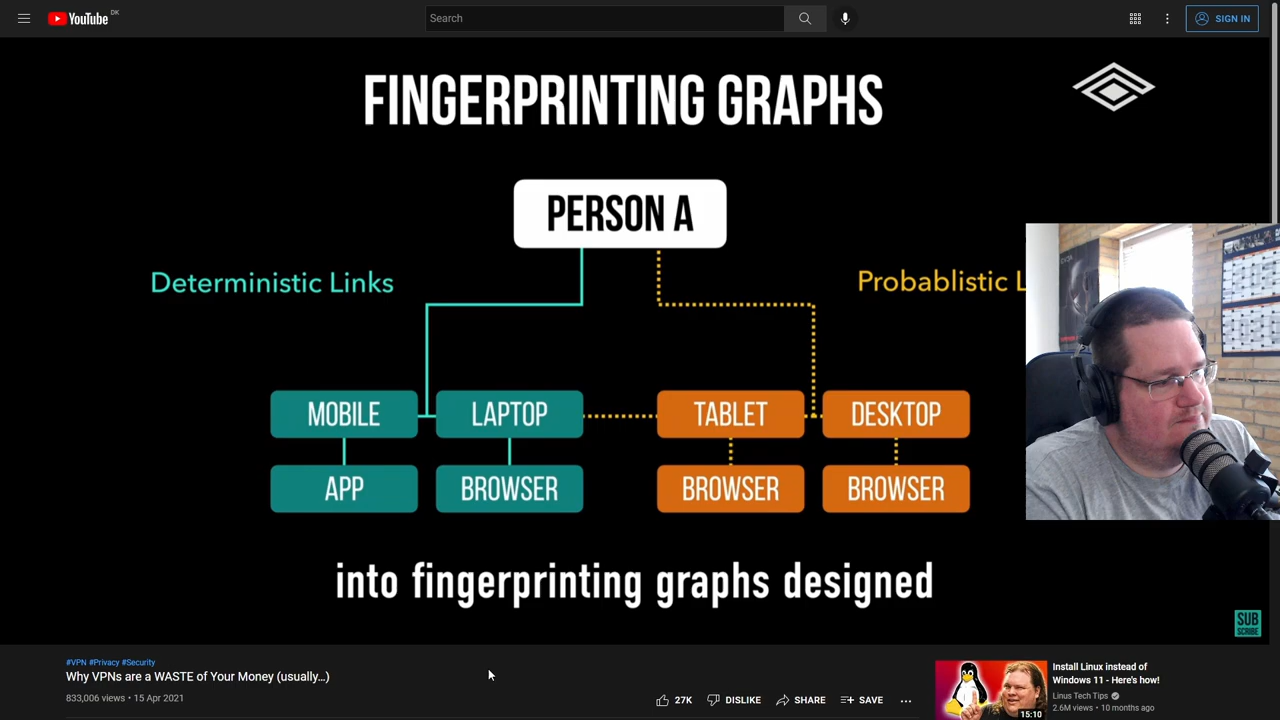 YouTube DK
Search
SIGN IN
FINGERPRINTING GRAPHS
PERSON A
Deterministic Links
Probablistic L
MOBILE
LAPTOP
TABLET
DESKTOP
APP
BROWSER
BROWSER
BROWSER
into fingerprinting graphs designed
SUB
SCRIBE
#VPN #Privacy #Security
Why VPNs are a WASTE of Your Money (usually…)
833,006 views • 15 Apr 2021
27K
DISLIKE
SHARE
SAVE
Install Linux instead of
Windows 11 - Here's how!
Linus Tech Tips
2.6M views • 10 months ago
15:10